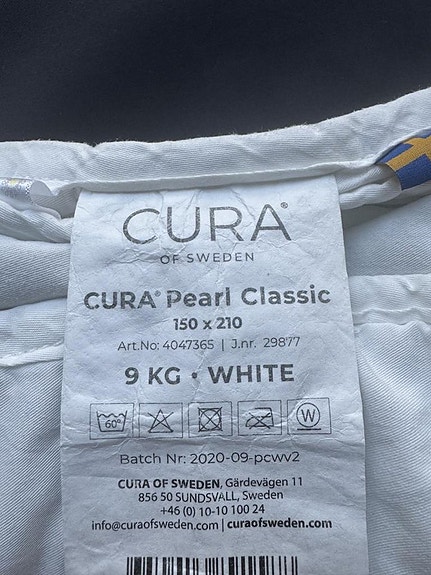 CURA®
OF SWEDEN
CURA® Pearl Classic
150 x 210
Art.No: 4047365 | J.nr. 29877
9 KG • WHITE
60°
W
Batch Nr: 2020-09-pcwv2
CURA OF SWEDEN, Gärdevägen 11
856 50 SUNDSVALL, Sweden
+46 (0) 10-10 100 24
info@curaofsweden.com | curaofsweden.com